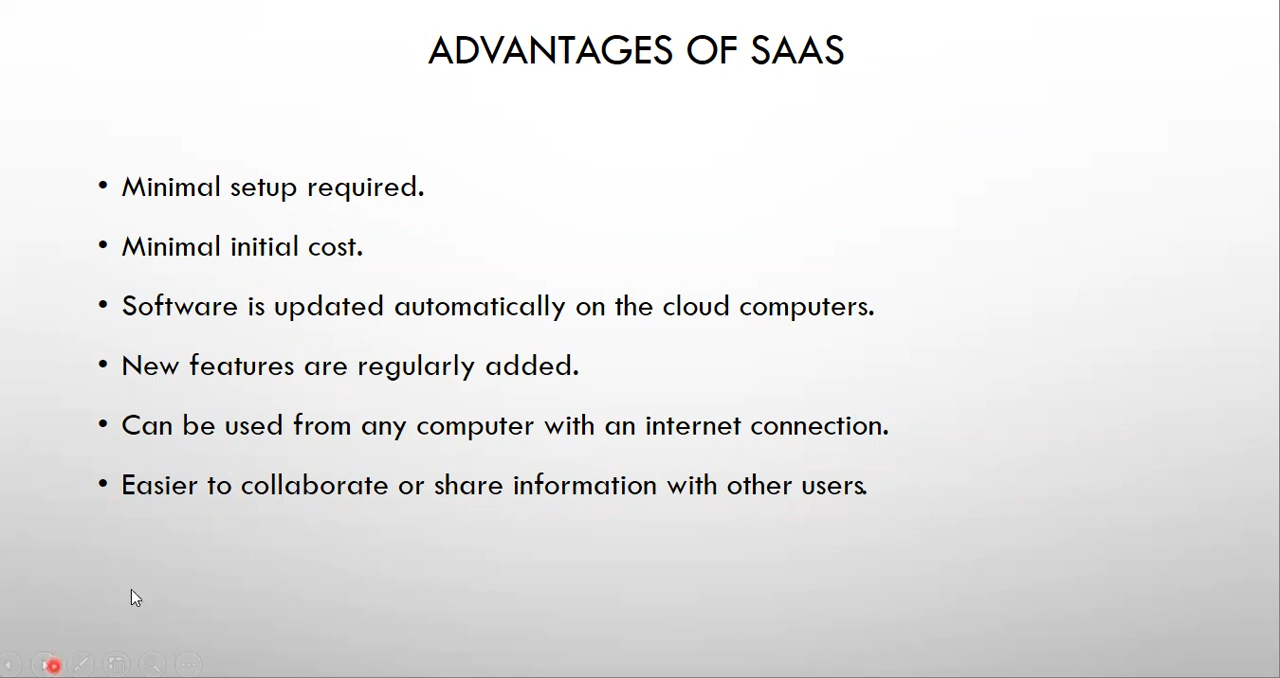 ADVANTAGES OF SAAS
• Minimal setup required.
• Minimal initial cost.
• Software is updated automatically on the cloud computers.
• New features are regularly added.
• Can be used from any computer with an internet connection.
• Easier to collaborate or share information with other users.